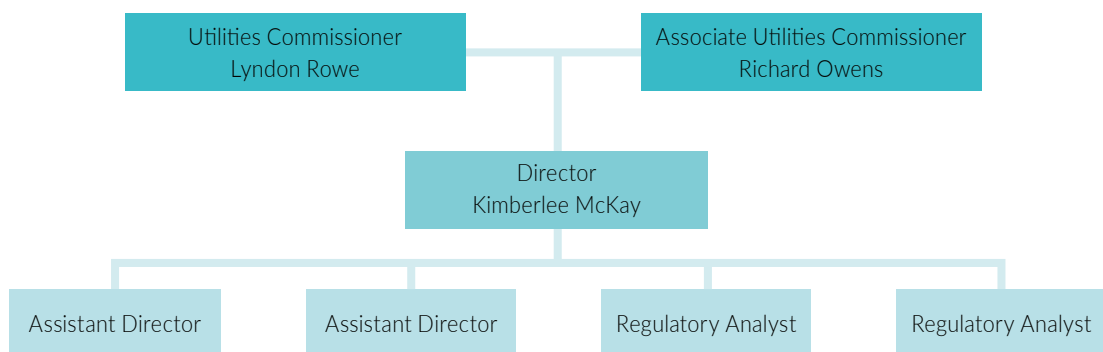 Utilities Commissioner
Lyndon Rowe
Associate Utilities Commissioner
Richard Owens
Director
Kimberlee McKay
Assistant Director
Assistant Director
Regulatory Analyst
Regulatory Analyst